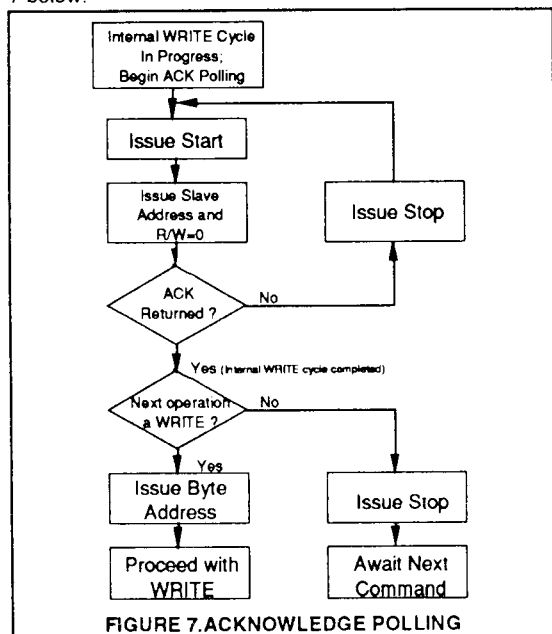 7 below.
Internal WRITE Cycle
In Progress;
Begin ACK Polling
Issue Start
Issue Slave
Address and
R/W=0
Issue Stop
ACK
Returned ?
No
Yes (Internal WRITE cycle completed)
Next operation
a WRITE ?
No
Yes
Issue Byte
Address
Issue Stop
Proceed with
WRITE
Await Next
Command
FIGURE 7.ACKNOWLEDGE POLLING